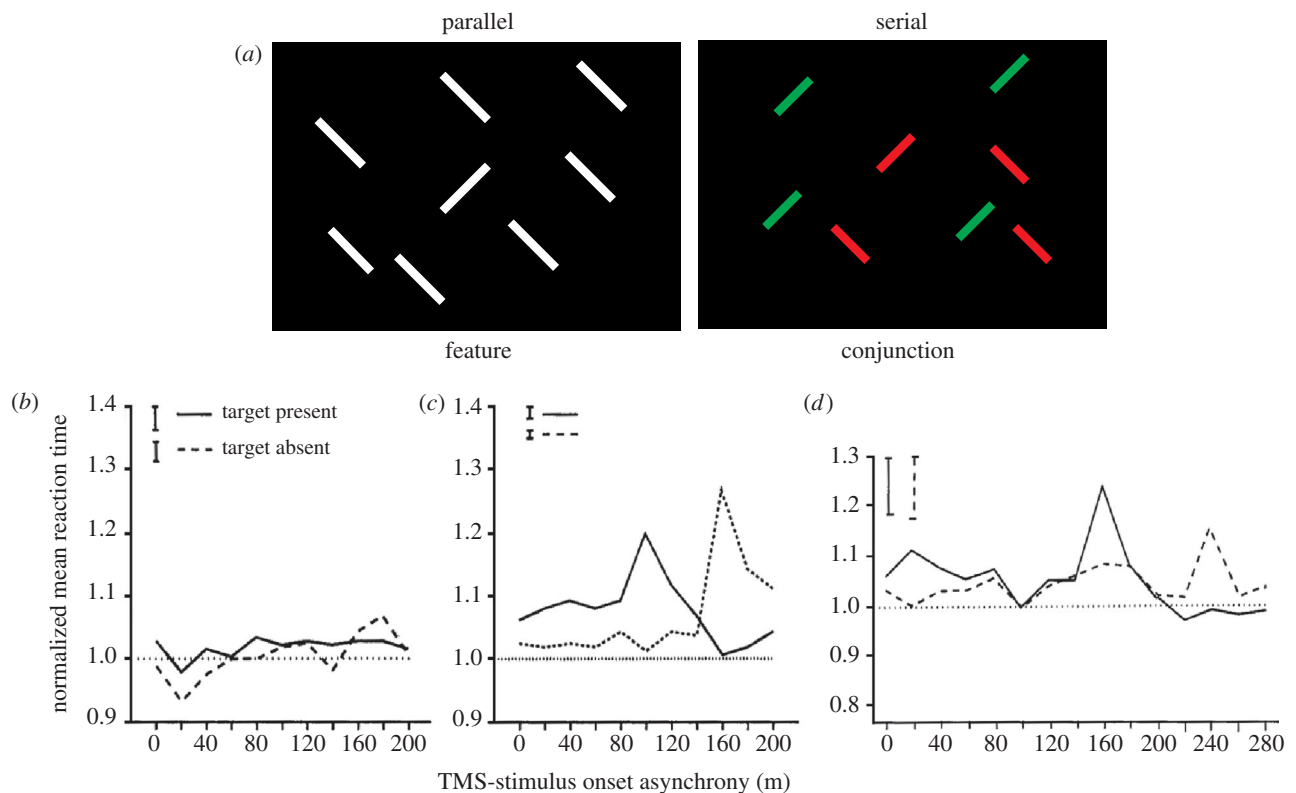 parallel serial
(a)
feature conjunction
(b) (c) (d)
normalized mean reaction time
1.4
1.3
1.2
1.1
1.0
0.9
target present
target absent
0 40 80 120 160 200
1.4
1.3
1.2
1.1
1.0
0.9
0 40 80 120 160 200
1.3
1.2
1.1
1.0
0.9
0.8
0 40 80 120 160 200 240 280
TMS-stimulus onset asynchrony (m)